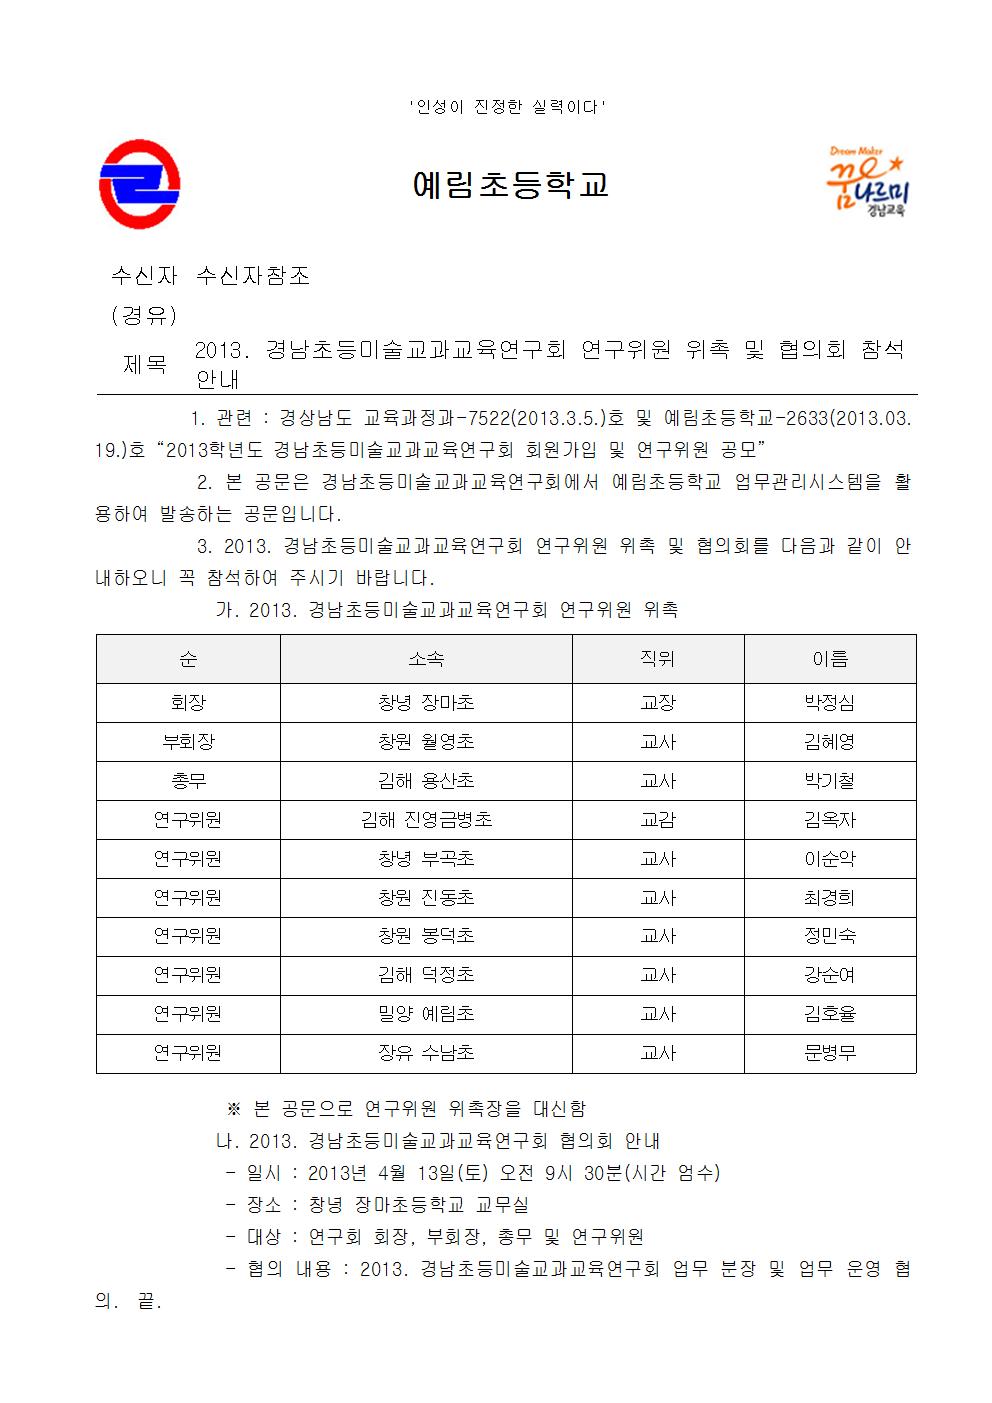 '인성이 진정한 실력이다'
예림초등학교
Dream Maker
꿈
나르미
경남교육
수신자 수신자참조
(경유)
제목 2013. 경남초등미술교과교육연구회 연구위원 위촉 및 협의회 참석
안내
1. 관련 : 경상남도 교육과정과-7522(2013.3.5.)호 및 예림초등학교-2633(2013.03.
19.)호 “2013학년도 경남초등미술교과교육연구회 회원가입 및 연구위원 공모”
2. 본 공문은 경남초등미술교과교육연구회에서 예림초등학교 업무관리시스템을 활
용하여 발송하는 공문입니다.
3. 2013. 경남초등미술교과교육연구회 연구위원 위촉 및 협의회를 다음과 같이 안
내하오니 꼭 참석하여 주시기 바랍니다.
가. 2013. 경남초등미술교과교육연구회 연구위원 위촉
순 소속 직위 이름
회장 창녕 장마초 교장 박정심
부회장 창원 월영초 교사 김혜영
총무 김해 용산초 교사 박기철
연구위원 김해 진영금병초 교감 김옥자
연구위원 창녕 부곡초 교사 이순악
연구위원 창원 진동초 교사 최경희
연구위원 창원 봉덕초 교사 정민숙
연구위원 김해 덕정초 교사 강순여
연구위원 밀양 예림초 교사 김호율
연구위원 장유 수남초 교사 문병무
※ 본 공문으로 연구위원 위촉장을 대신함
나. 2013. 경남초등미술교과교육연구회 협의회 안내
- 일시 : 2013년 4월 13일(토) 오전 9시 30분(시간 엄수)
- 장소 : 창녕 장마초등학교 교무실
- 대상 : 연구회 회장, 부회장, 총무 및 연구위원
- 협의 내용 : 2013. 경남초등미술교과교육연구회 업무 분장 및 업무 운영 협
의. 끝.